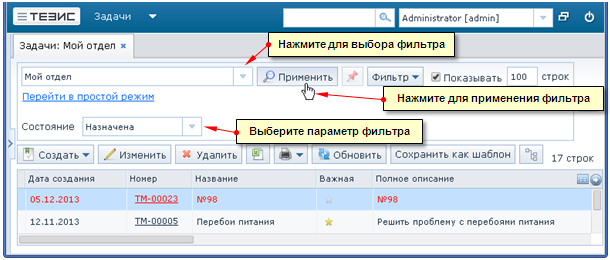 ТЕЗИС Задачи Administrator [admin]
Задачи: Мой отдел ×
Нажмите для выбора фильтра
Мой отдел Применить Фильтр Показывать 100 строк
Перейти в простой режим
Нажмите для применения фильтра
Состояние Назначена
Выберите параметр фильтра
Создать Изменить Удалить Обновить Сохранить как шаблон 17 строк
Дата создания Номер Название Важная Полное описание
05.12.2013 ТМ-00023 №98 №98
12.11.2013 ТМ-00005 Перебои питания Решить проблему с перебоями питания